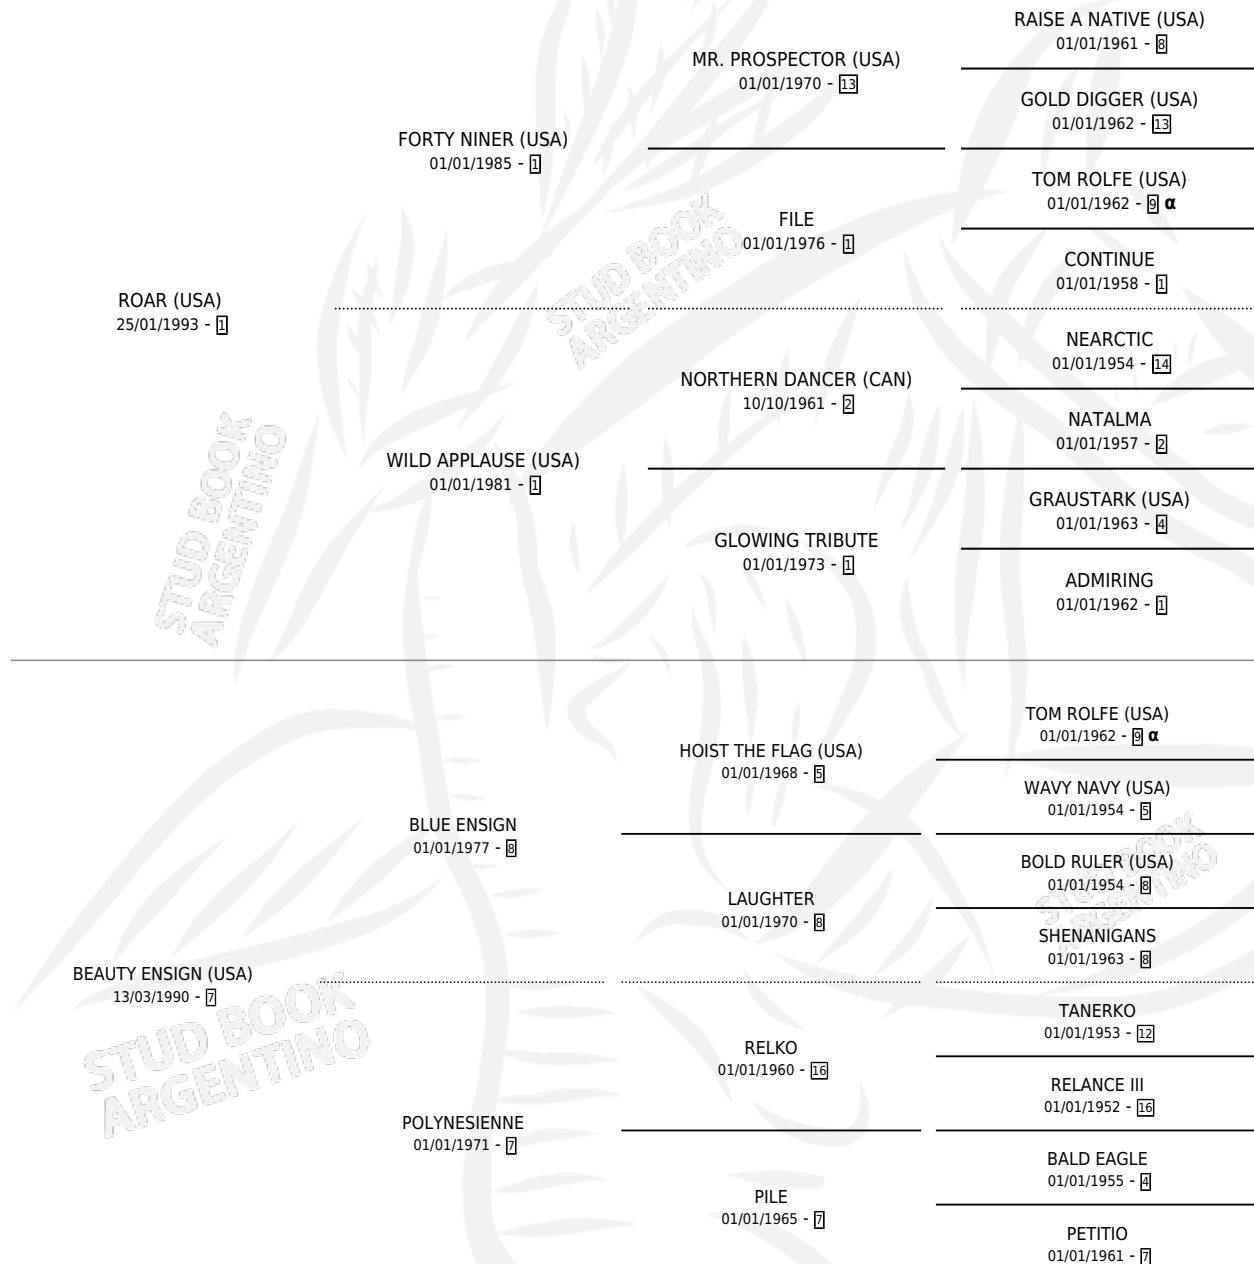 RAISE A NATIVE (USA)
01/01/1961 - 8
MR. PROSPECTOR (USA)
01/01/1970 - 13
GOLD DIGGER (USA)
01/01/1962 - 13
FORTY NINER (USA)
01/01/1985 - 1
TOM ROLFE (USA)
01/01/1962 - 9 α
FILE
01/01/1976 - 1
CONTINUE
01/01/1958 - 1
ROAR (USA)
25/01/1993 - 1
NEARCTIC
01/01/1954 - 14
NORTHERN DANCER (CAN)
10/10/1961 - 2
NATALMA
01/01/1957 - 2
WILD APPLAUSE (USA)
01/01/1981 - 1
GRAUSTARK (USA)
01/01/1963 - 4
GLOWING TRIBUTE
01/01/1973 - 1
ADMIRING
01/01/1962 - 1
TOM ROLFE (USA)
01/01/1962 - 9 α
HOIST THE FLAG (USA)
01/01/1968 - 5
WAVY NAVY (USA)
01/01/1954 - 5
BLUE ENSIGN
01/01/1977 - 8
BOLD RULER (USA)
01/01/1954 - 8
LAUGHTER
01/01/1970 - 8
SHENANIGANS
01/01/1963 - 8
BEAUTY ENSIGN (USA)
13/03/1990 - 7
TANERKO
01/01/1953 - 12
RELKO
01/01/1960 - 16
RELANCE III
01/01/1952 - 16
POLYNESIENNE
01/01/1971 - 7
BALD EAGLE
01/01/1955 - 4
PILE
01/01/1965 - 7
PETITIO
01/01/1961 - 7
STUD BOOK
ARGENTINO
STUD BOOK
ARGENTINO
STUD BOOK
ARGENTINO
STUD BOOK
ARGENTINO